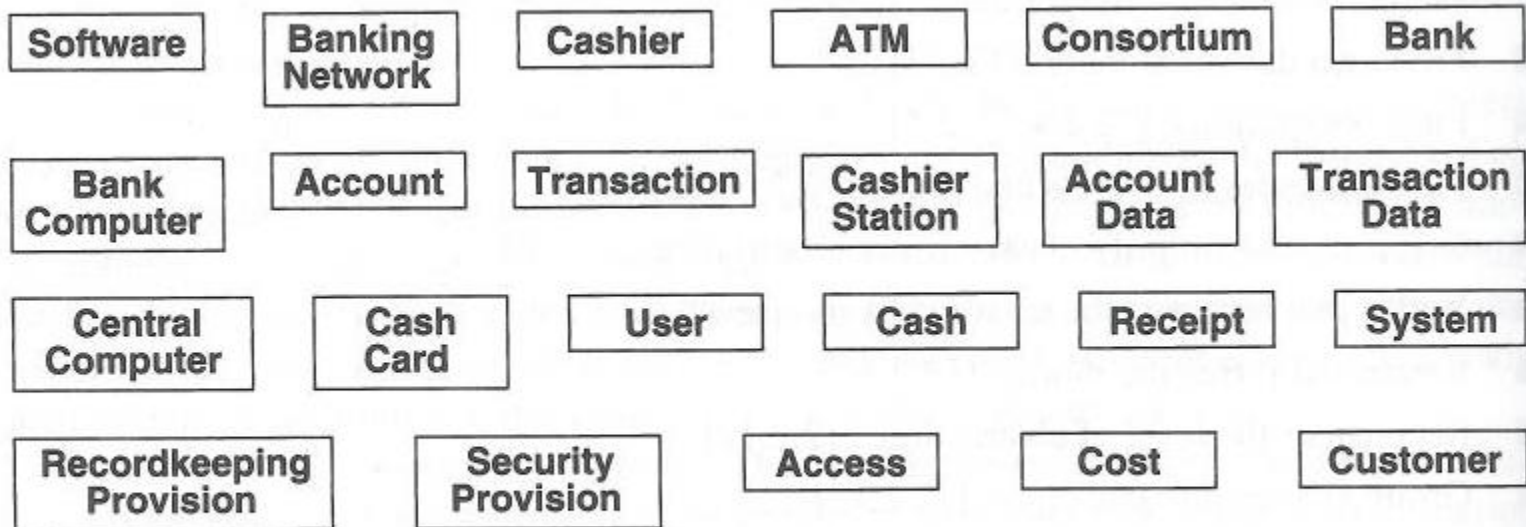 Software
Banking
Network
Cashier
ATM
Consortium
Bank
Bank
Computer
Account
Transaction
Cashier
Station
Account
Data
Transaction
Data
Central
Computer
Cash
Card
User
Cash
Receipt
System
Recordkeeping
Provision
Security
Provision
Access
Cost
Customer